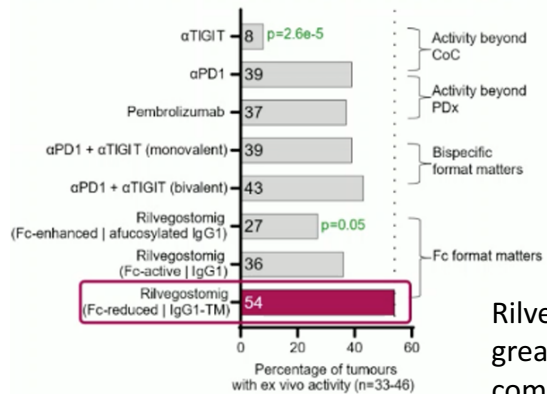 αTIGIT 8 p=2.6e-5
αPD1 39
Activity beyond
CoC
Pembrolizumab 37
Activity beyond
PDx
αPD1 + αTIGIT (monovalent) 39
αPD1 + αTIGIT (bivalent) 43
Bispecific
format matters
Rilvegostomig
(Fc-enhanced | afucosylated IgG1) 27 p=0.05
Rilvegostomig
(Fc-active | IgG1) 36
Rilvegostomig
(Fc-reduced | IgG1-TM) 54
Fc format matters
0 20 40 60
Percentage of tumours
with ex vivo activity (n=33-46)